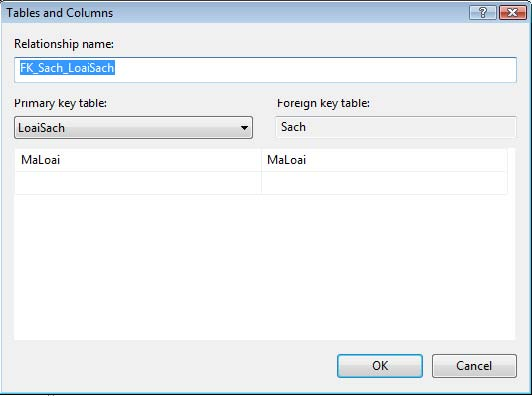 Tables and Columns
Relationship name:
FK_Sach_LoaiSach
Primary key table:
Foreign key table:
LoaiSach
Sach
MaLoai
MaLoai
OK
Cancel